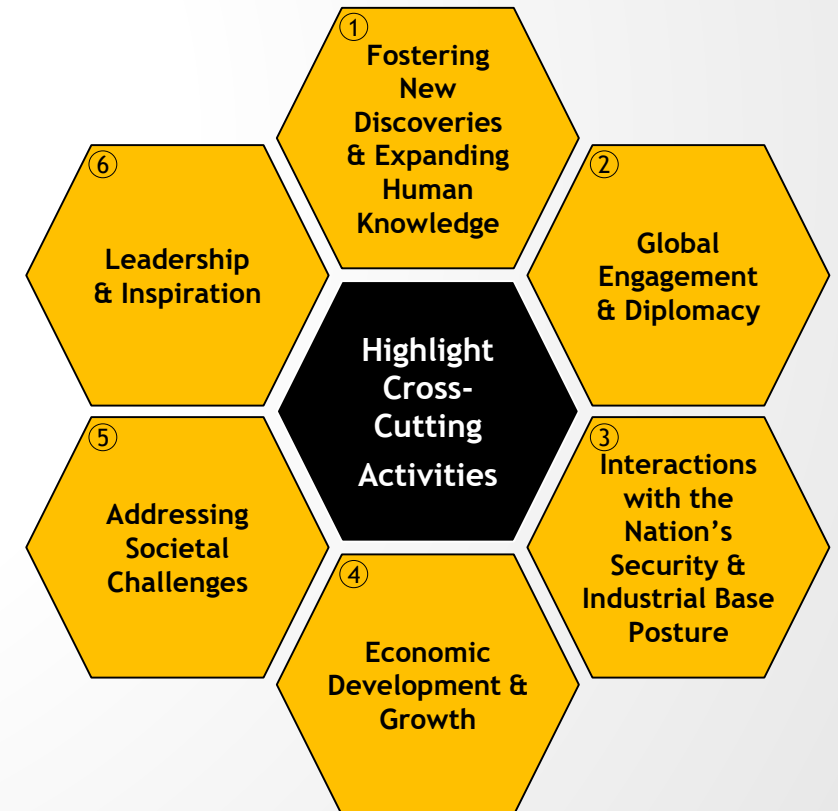 ①
Fostering
New
Discoveries
& Expanding
Human
Knowledge
②
Global
Engagement
& Diplomacy
③
Interactions
with the
Nation’s
Security &
Industrial Base
Posture
④
Economic
Development &
Growth
⑤
Addressing
Societal
Challenges
⑥
Leadership
& Inspiration
Highlight
Cross-
Cutting
Activities